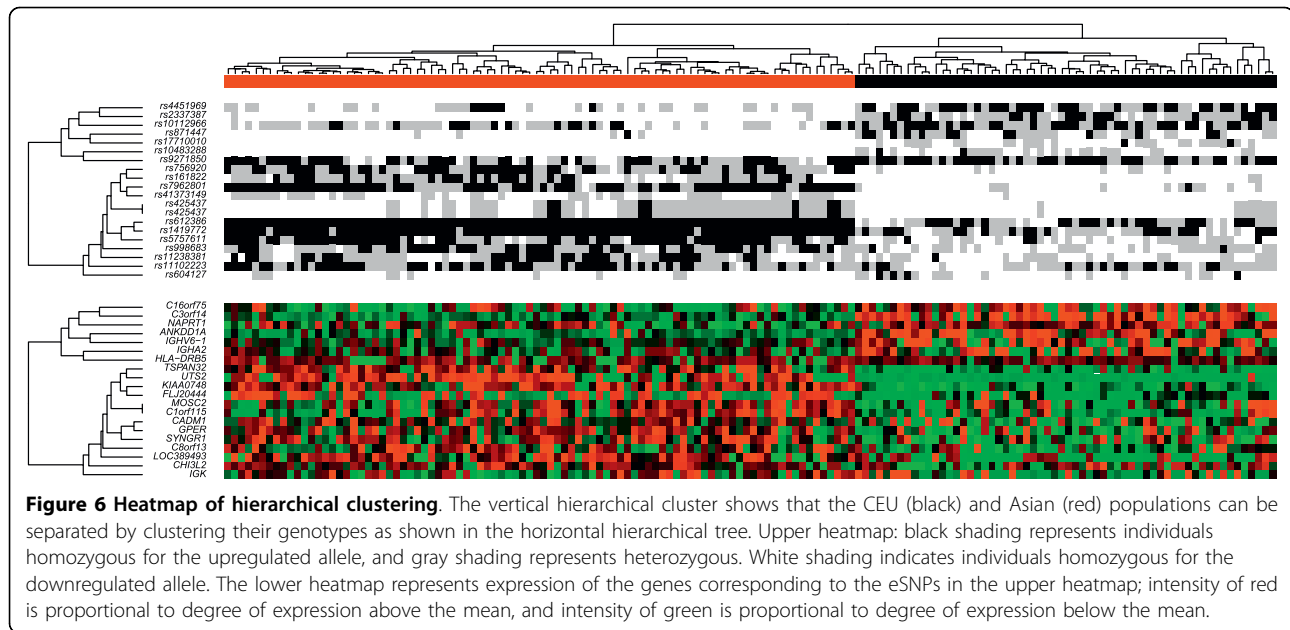 rs4451969
rs2337387
rs10112966
rs871447
rs17710010
rs10483288
rs9271850
rs756920
rs161822
rs7962801
rs41373149
rs425437
rs425437
rs612386
rs1419772
rs5757611
rs998683
rs11238381
rs11102223
rs604127
C16orf75
C3orf14
NAPRT1
ANKDD1A
IGHV6-1
IGHA2
HLA-DRB5
TSPAN32
UTS2
KIAA0748
FLJ20444
MOSC2
C1orf115
CADM1
GPER
SYNGR1
C8orf13
LOC389493
CHI3L2
IGK
Figure 6 Heatmap of hierarchical clustering. The vertical hierarchical cluster shows that the CEU (black) and Asian (red) populations can be
separated by clustering their genotypes as shown in the horizontal hierarchical tree. Upper heatmap: black shading represents individuals
homozygous for the upregulated allele, and gray shading represents heterozygous. White shading indicates individuals homozygous for the
downregulated allele. The lower heatmap represents expression of the genes corresponding to the eSNPs in the upper heatmap; intensity of red
is proportional to degree of expression above the mean, and intensity of green is proportional to degree of expression below the mean.